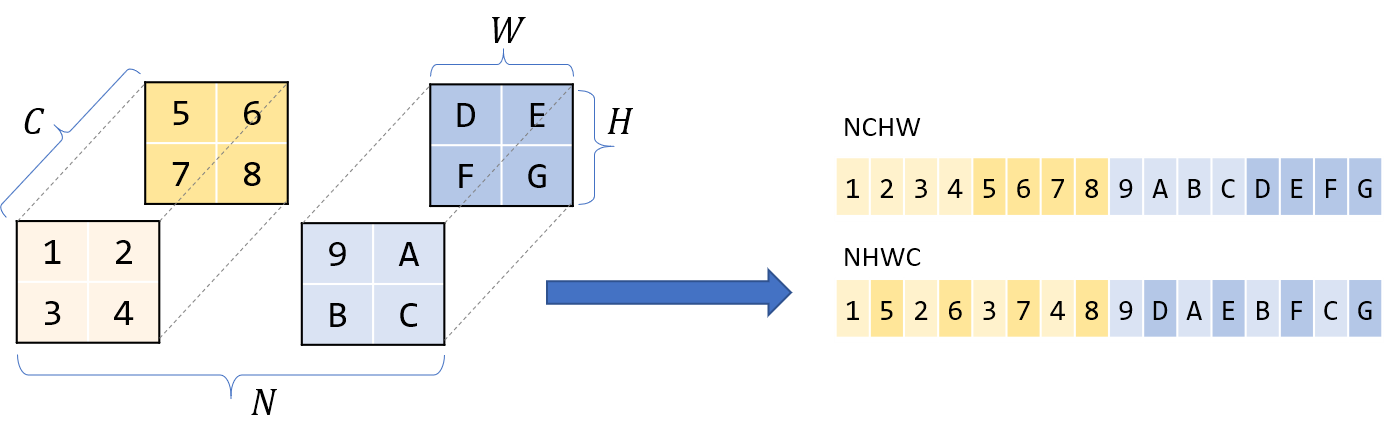 W
C
5 6
7 8
D E
F G
H
1 2
3 4
9 A
B C
N
NCHW
1 2 3 4 5 6 7 8 9 A B C D E F G
NHWC
1 5 2 6 3 7 4 8 9 D A E B F C G